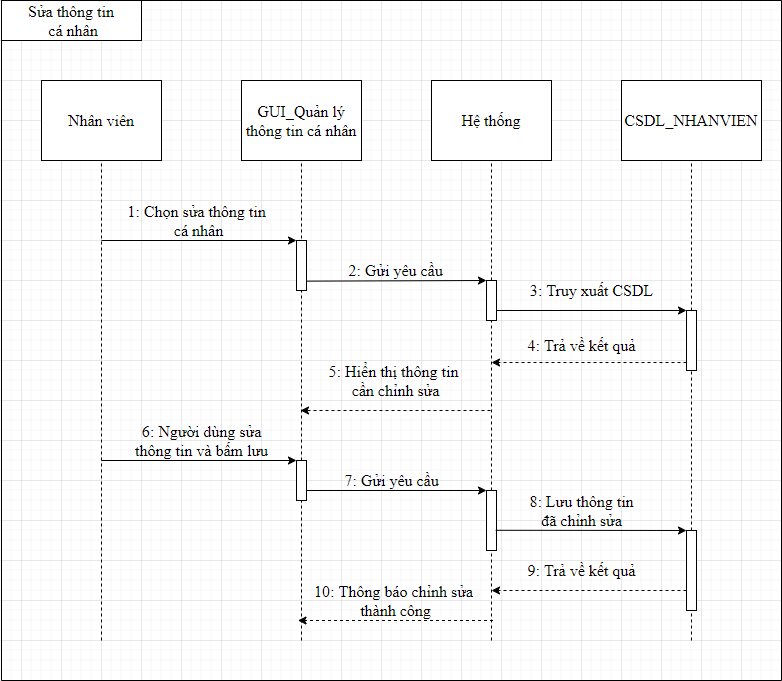 Sửa thông tin
cá nhân
Nhân viên
GUI_Quản lý
thông tin cá nhân
Hệ thống
CSDL_NHANVIEN
1: Chọn sửa thông tin
cá nhân
2: Gửi yêu cầu
3: Truy xuất CSDL
4: Trả về kết quả
5: Hiển thị thông tin
cần chỉnh sửa
6: Người dùng sửa
thông tin và bấm lưu
7: Gửi yêu cầu
8: Lưu thông tin
đã chỉnh sửa
9: Trả về kết quả
10: Thông báo chỉnh sửa
thành công